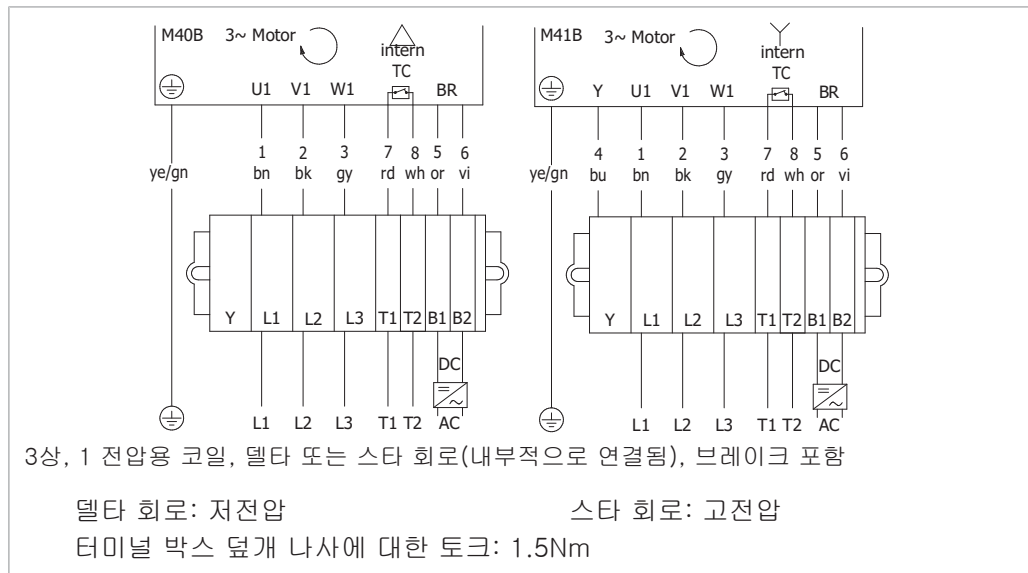 M40B 3~ Motor intern M41B 3~ Motor intern
TC TC
U1 V1 W1 BR Y U1 V1 W1 BR
1 2 3 7 8 5 6 4 1 2 3 7 8 5 6
ye/gn bn bk gy rd wh or vi ye/gn bu bn bk gy rd wh or vi
Y L1 L2 L3 T1 T2 B1 B2 Y L1 L2 L3 T1 T2 B1 B2
DC DC
L1 L2 L3 T1 T2 AC L1 L2 L3 T1 T2 AC
3상, 1 전압용 코일, 델타 또는 스타 회로(내부적으로 연결됨), 브레이크 포함
델타 회로: 저전압 스타 회로: 고전압
터미널 박스 덮개 나사에 대한 토크: 1.5Nm